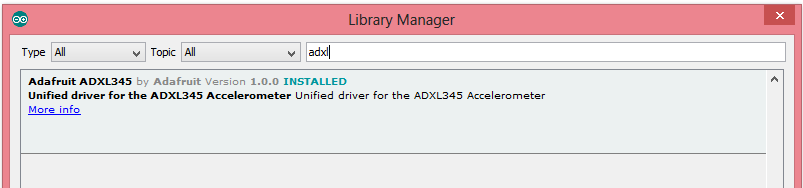 Library Manager
Type All Topic All adxl
Adafruit ADXL345 by Adafruit Version 1.0.0 INSTALLED
Unified driver for the ADXL345 Accelerometer Unified driver for the ADXL345 Accelerometer
More info